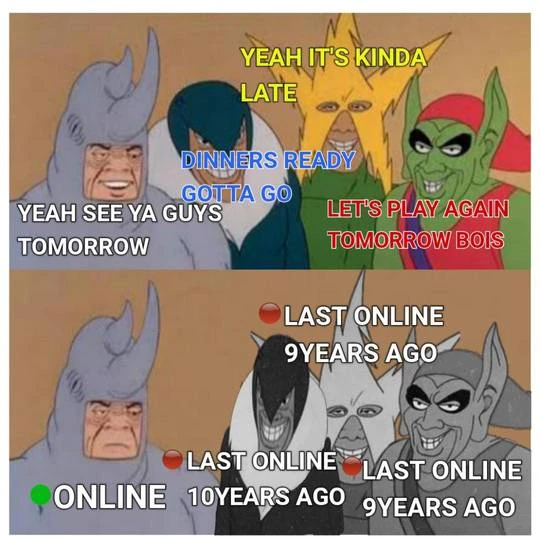 YEAH IT'S KINDA
LATE
DINNERS READY
GOTTA GO
YEAH SEE YA GUYS
TOMORROW
LET'S PLAY AGAIN
TOMORROW BOIS
LAST ONLINE
9YEARS AGO
LAST ONLINE
10YEARS AGO
LAST ONLINE
9YEARS AGO
ONLINE